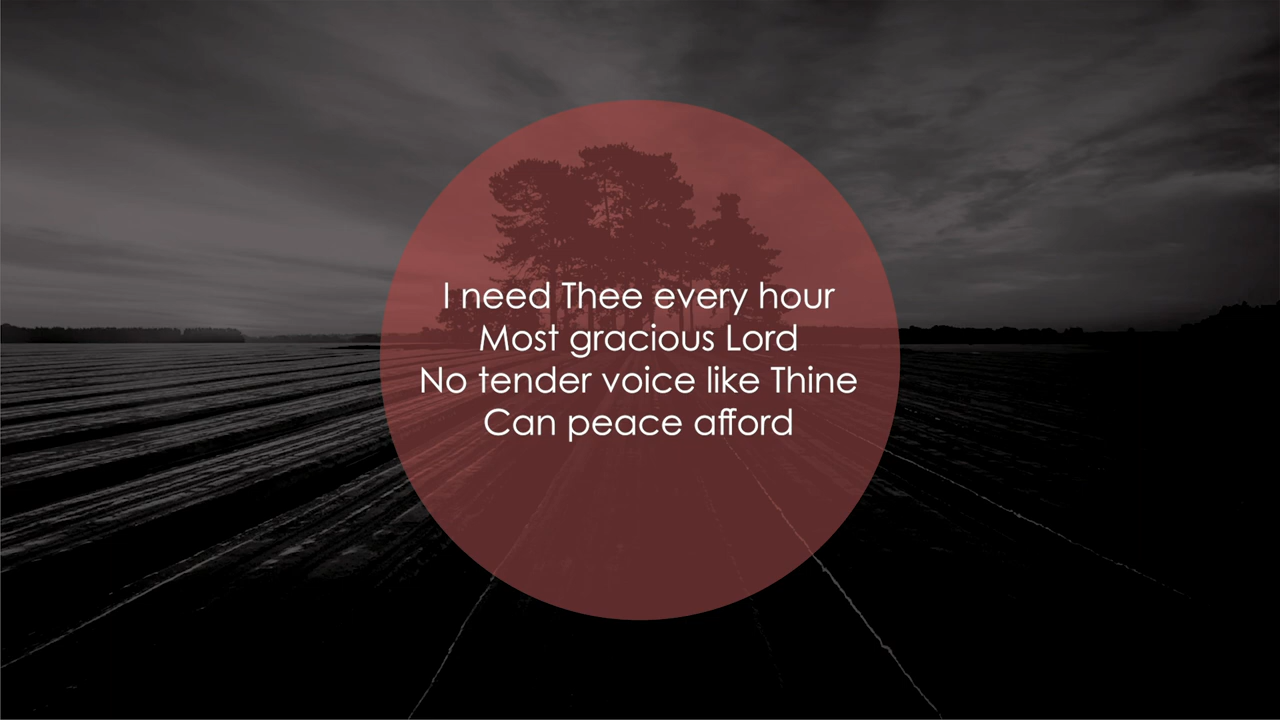 I need Thee every hour
Most gracious Lord
No tender voice like Thine
Can peace afford